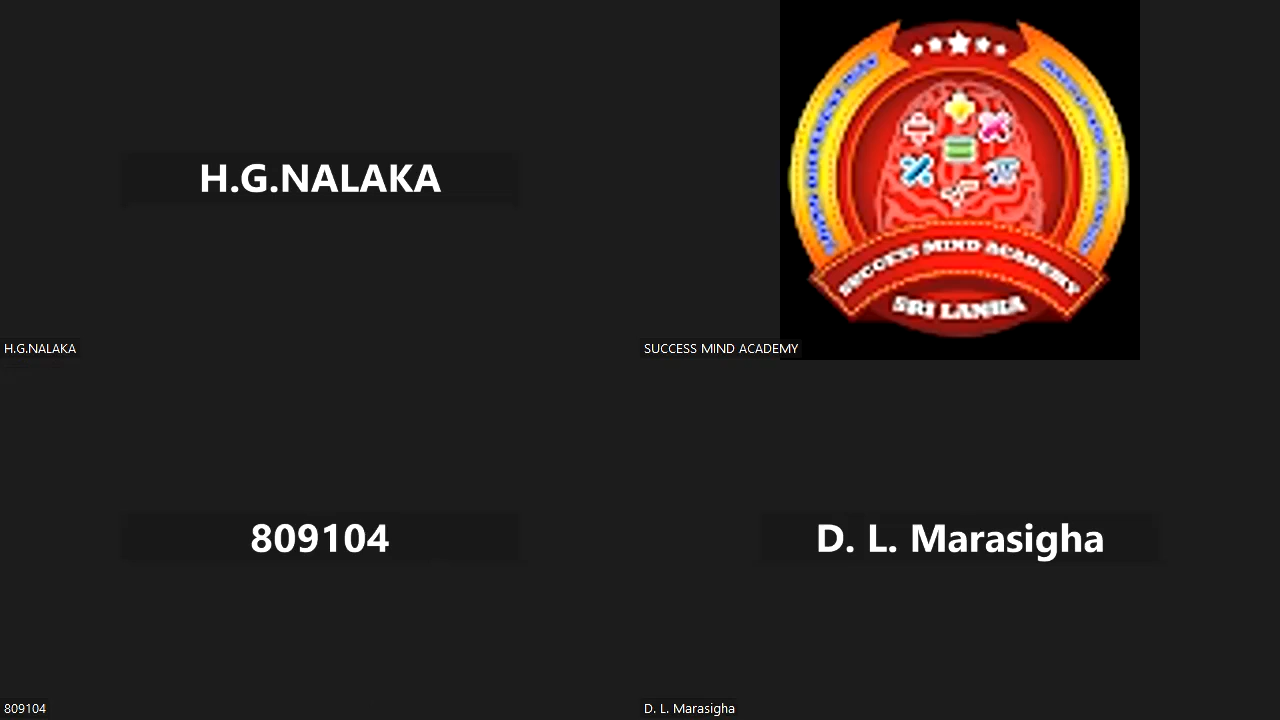 H.G.NALAKA
H.G.NALAKA
SUCCESS MIND ACADEMY
SRI LANKA
SUCCESS MIND ACADEMY
809104
809104
D. L. Marasigha
D. L. Marasigha